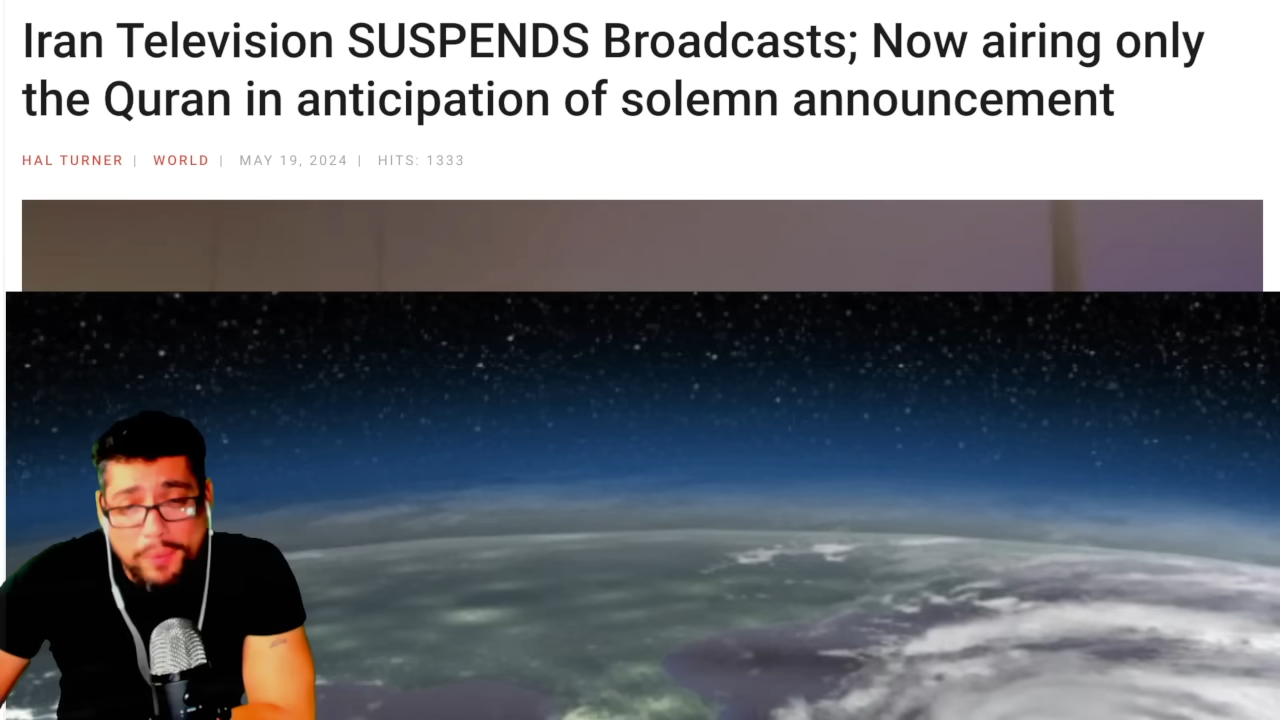 Iran Television SUSPENDS Broadcasts; Now airing only
the Quran in anticipation of solemn announcement
HAL TURNER | WORLD | MAY 19, 2024 | HITS: 1333